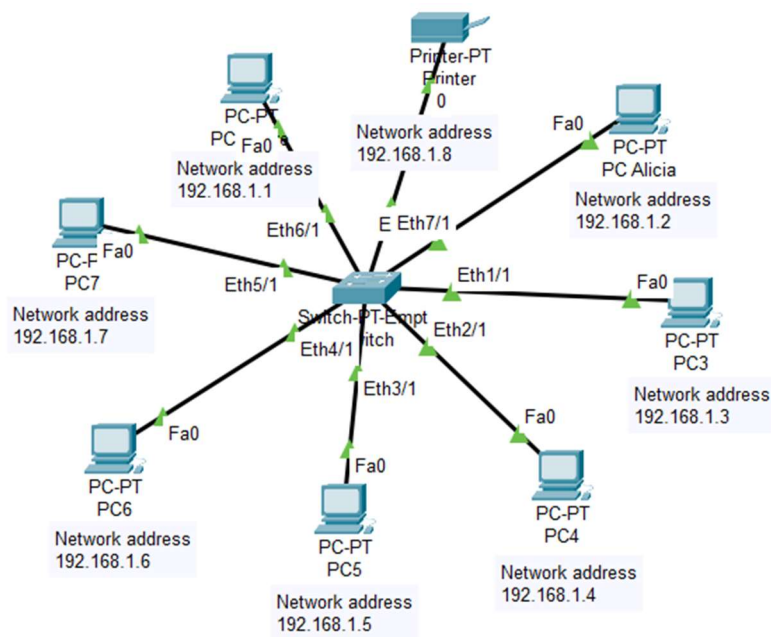 Printer-PT
Printer
0
Network address
192.168.1.8
PC-PT
PC
Fa0
Network address
192.168.1.1
Fa0
PC-PT
PC Alicia
Network address
192.168.1.2
PC7
Fa0
Network address
192.168.1.7
Eth6/1
Eth7/1
Eth5/1
Eth1/1
Eth4/1
Eth2/1
Eth3/1
Fa0
PC-PT
PC3
Network address
192.168.1.3
Fa0
PC-PT
PC6
Network address
192.168.1.6
Fa0
PC-PT
PC5
Network address
192.168.1.5
Fa0
PC-PT
PC4
Network address
192.168.1.4